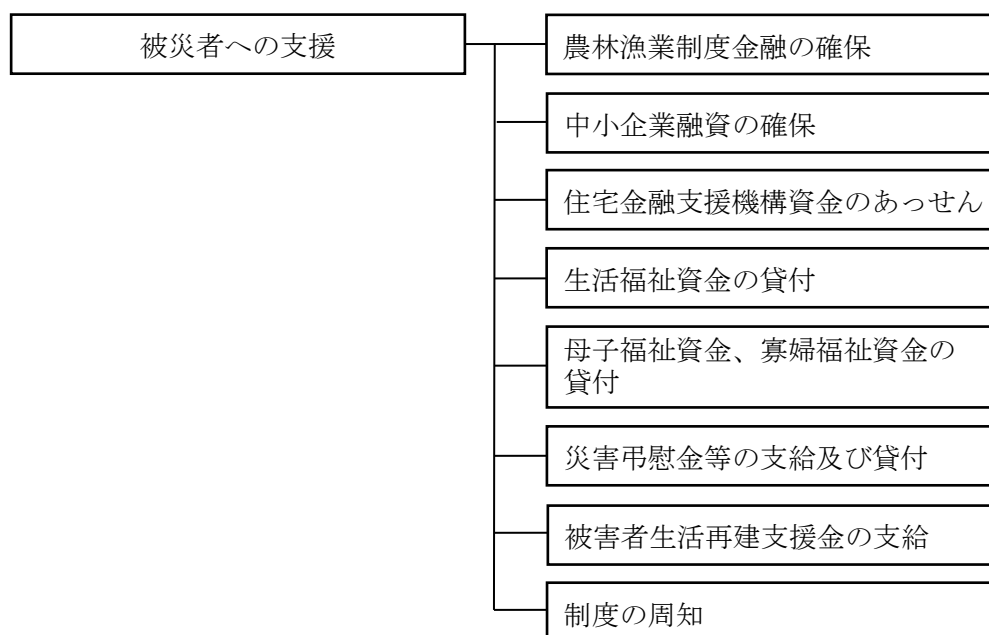 被災者への支援
農林漁業制度金融の確保
中小企業融資の確保
住宅金融支援機構資金のあっせん
生活福祉資金の貸付
母子福祉資金、寡婦福祉資金の
貸付
災害弔慰金等の支給及び貸付
被害者生活再建支援金の支給
制度の周知